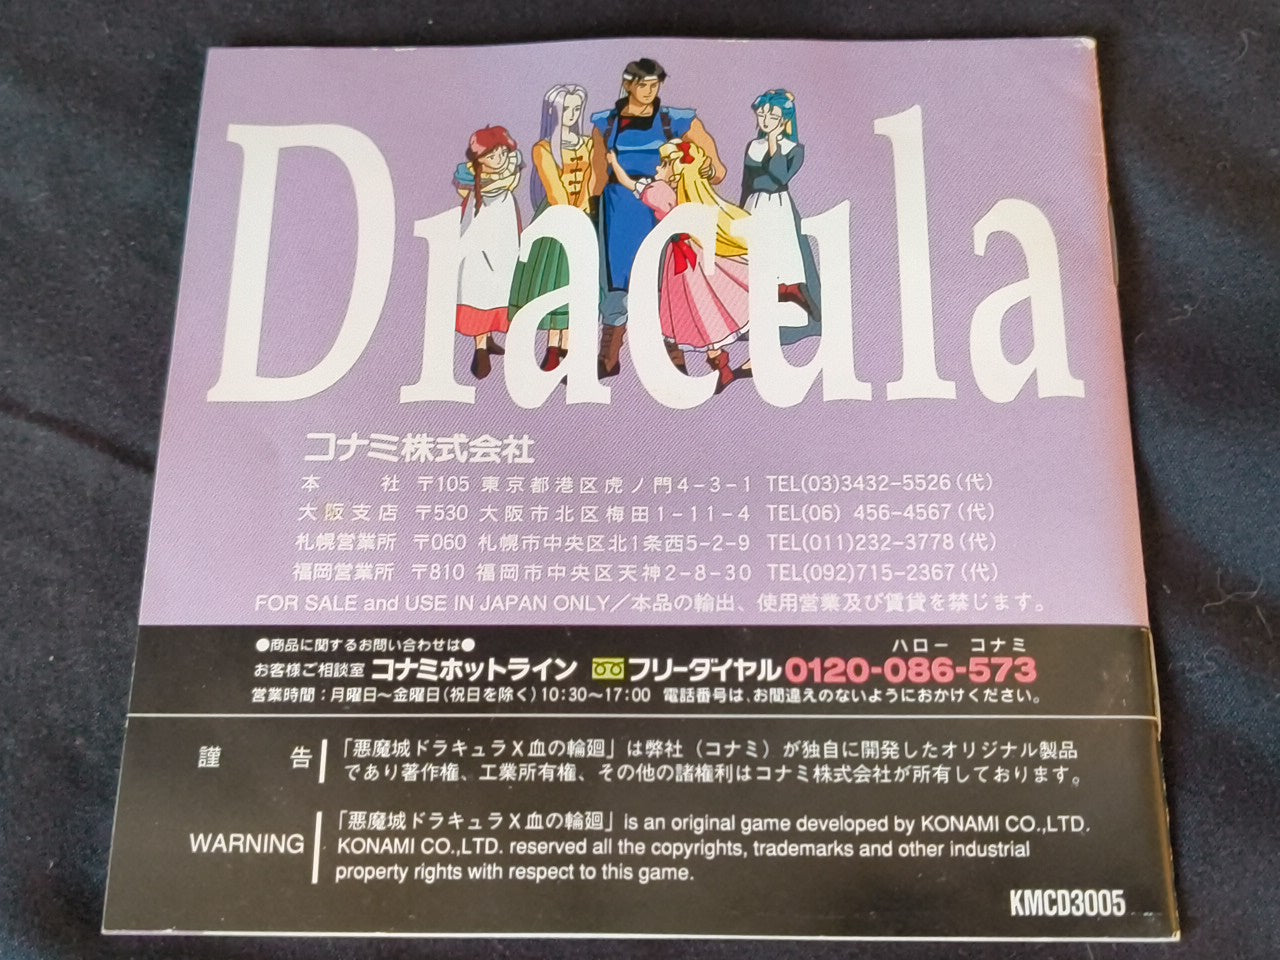 Dracula
コナミ株式会社
本 社 〒105 東京都港区虎ノ門4-3-1 TEL(03)3432-5526(代)
大阪支店 〒530 大阪市北区梅田1-11-4 TEL(06) 456-4567(代)
札幌営業所 〒060 札幌市中央区北1条西5-2-9 TEL(011)232-3778(代)
福岡営業所 〒810 福岡市中央区天神2-8-30 TEL(092)715-2367(代)
FOR SALE and USE IN JAPAN ONLY/本品の輸出、使用営業及び賃貸を禁じます。
●商品に関するお問い合わせは●
ハロー コナミ
お客様ご相談室 コナミホットライン フリーダイヤル0120-086-573
営業時間:月曜日〜金曜日(祝日を除く)10:30〜17:00 電話番号は、お間違えのないようにおかけください。
謹 告 「悪魔城ドラキュラX血の輪廻」は弊社(コナミ)が独自に開発したオリジナル製品
であり著作権、工業所有権、その他の諸権利はコナミ株式会社が所有しております。
WARNING 「悪魔城ドラキュラX血の輪廻」is an original game developed by KONAMI CO.,LTD.
KONAMI CO.,LTD. reserved all the copyrights, trademarks and other industrial
property rights with respect to this game.
KMCD3005